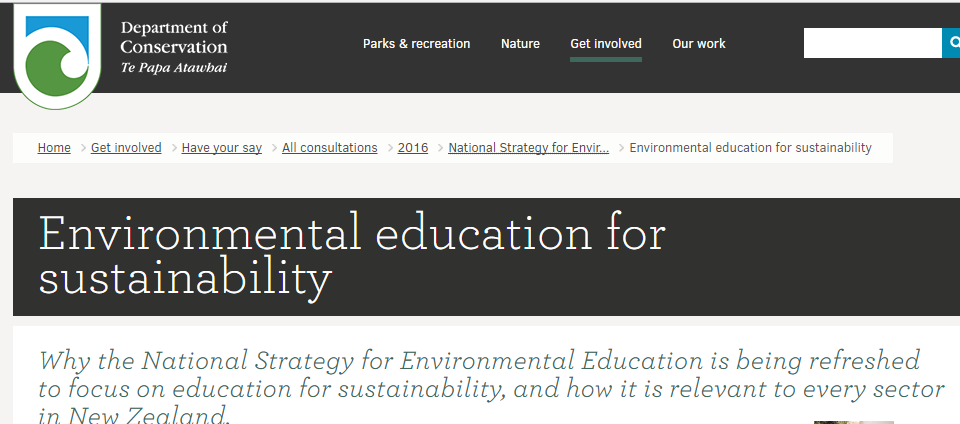 Department of
Conservation
Te Papa Atawhai
Parks & recreation Nature Get involved Our work
Home > Get involved > Have your say > All consultations > 2016 > National Strategy for Envir... > Environmental education for sustainability
Environmental education for
sustainability
Why the National Strategy for Environmental Education is being refreshed
to focus on education for sustainability, and how it is relevant to every sector
in New Zealand.